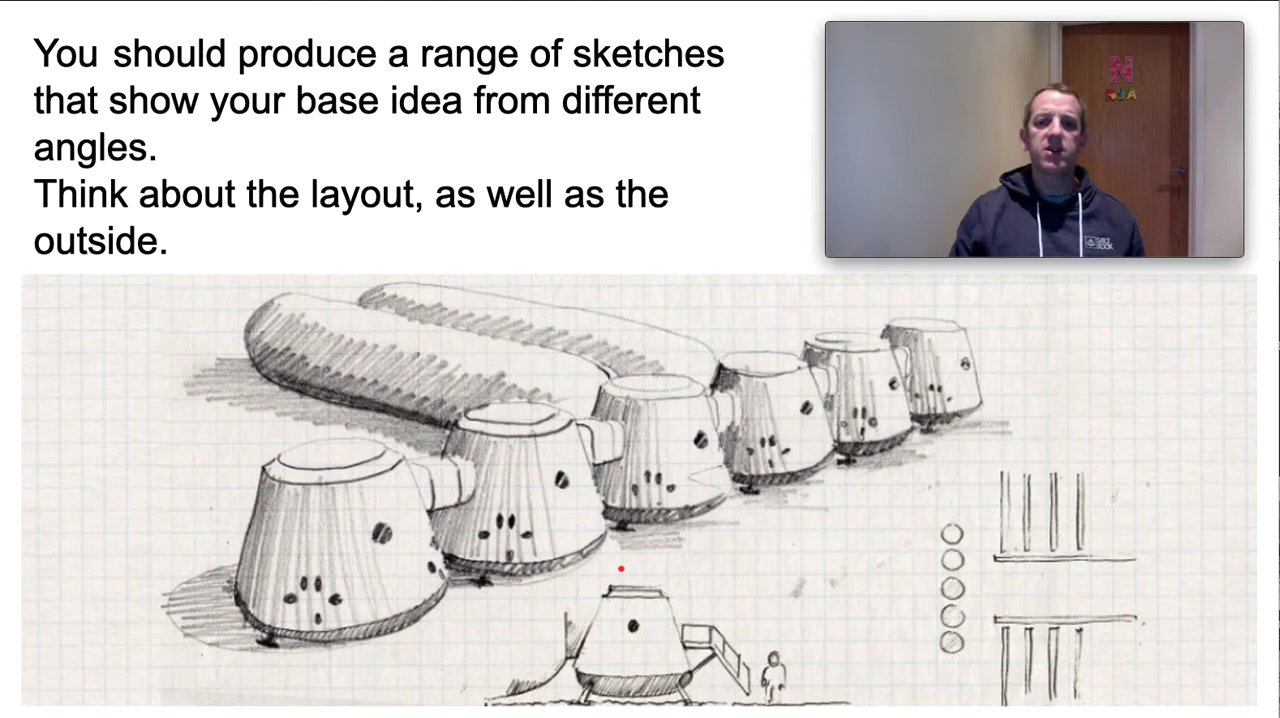 You should produce a range of sketches
that show your base idea from different
angles.
Think about the layout, as well as the
outside.
N